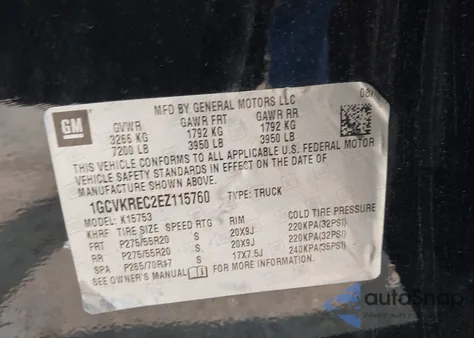 08/
MFD BY GENERAL MOTORS LLC
GM
GVWR GAWR FRT GAWR RR
3266 KG 1792 KG 1792 KG
7200 LB 3950 LB 3950 LB
THIS VEHICLE CONFORMS TO ALL APPLICABLE U.S. FEDERAL MOTOR
VEHICLE SAFETY STANDARDS IN EFFECT ON THE DATE OF
MANUFACTURE SHOWN ABOVE.
1GCVKREC2EZ115760 TYPE: TRUCK
MODEL: K15753
KHRF TIRE SIZE SPEED RTG RIM COLD TIRE PRESSURE
FRT P275/55R20 S 20X9J 220KPA(32PSI)
RR P275/55R20 S 20X9J 220KPA(32PSI)
SPA P265/70R17 S 17X7.5J 240KPA(35PSI)
SEE OWNER'S MANUAL
autoSnap